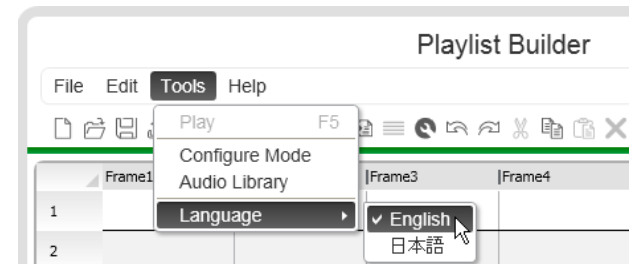 Playlist Builder
File Edit Tools Help
Play F5
Configure Mode
Audio Library
Frame1 Frame3 Frame4
1 Language English
2 日本語